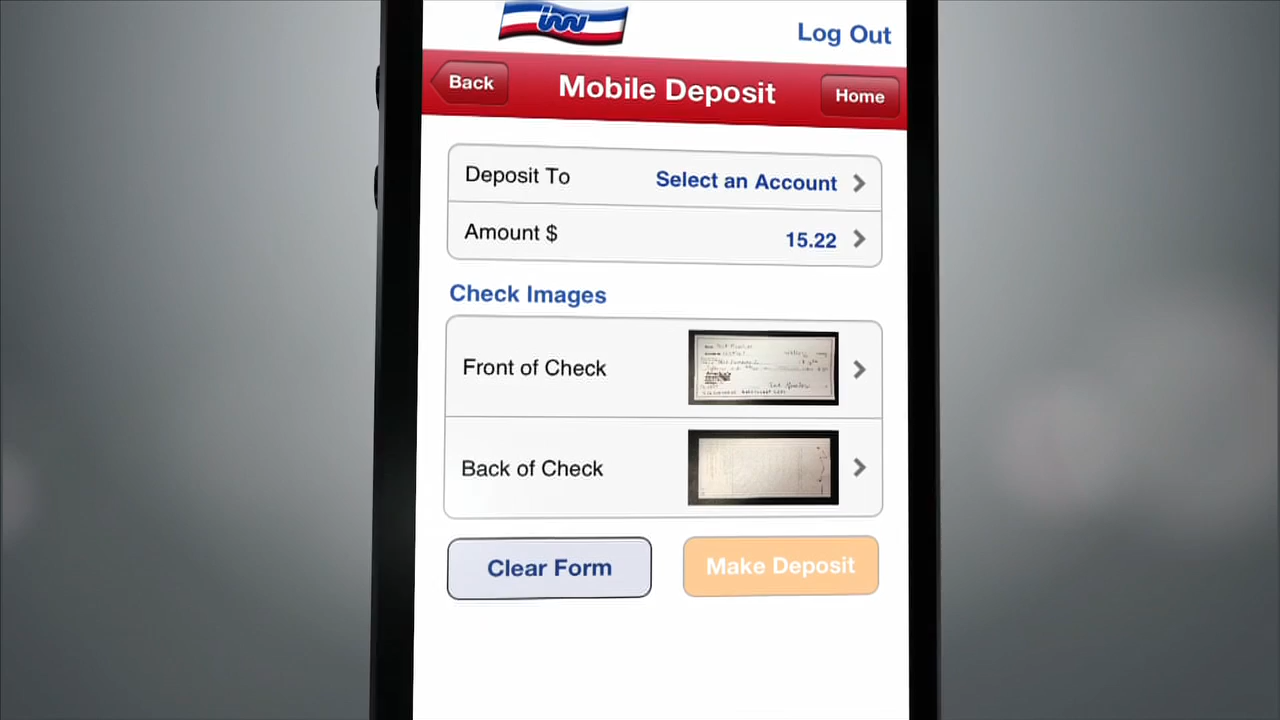 Log Out
Back
Mobile Deposit
Home
Deposit To
Select an Account
Amount $
15.22
Check Images
Front of Check
Back of Check
Clear Form
Make Deposit